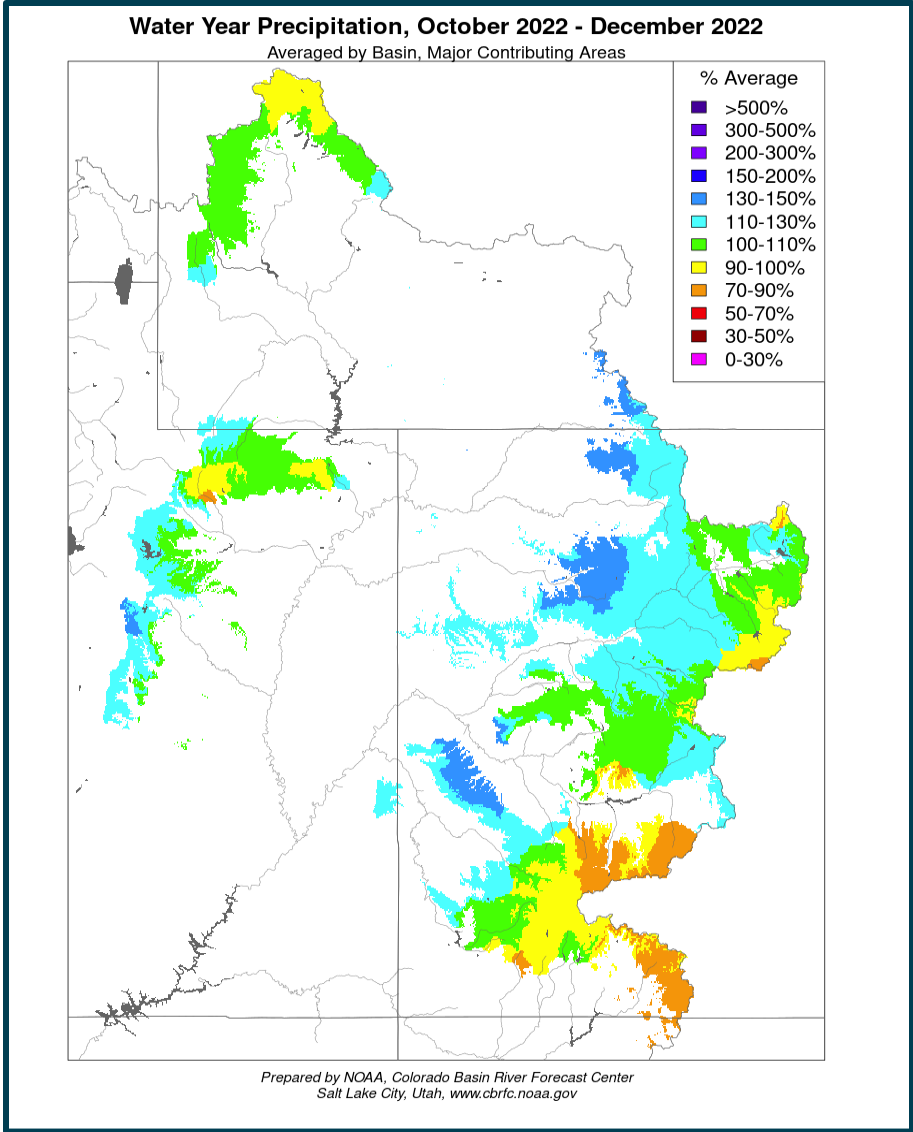 Water Year Precipitation, October 2022 - December 2022
Averaged by Basin, Major Contributing Areas
% Average
>500%
300-500%
200-300%
150-200%
130-150%
110-130%
100-110%
90-100%
70-90%
50-70%
30-50%
0-30%
Prepared by NOAA, Colorado Basin River Forecast Center
Salt Lake City, Utah, www.cbrfc.noaa.gov